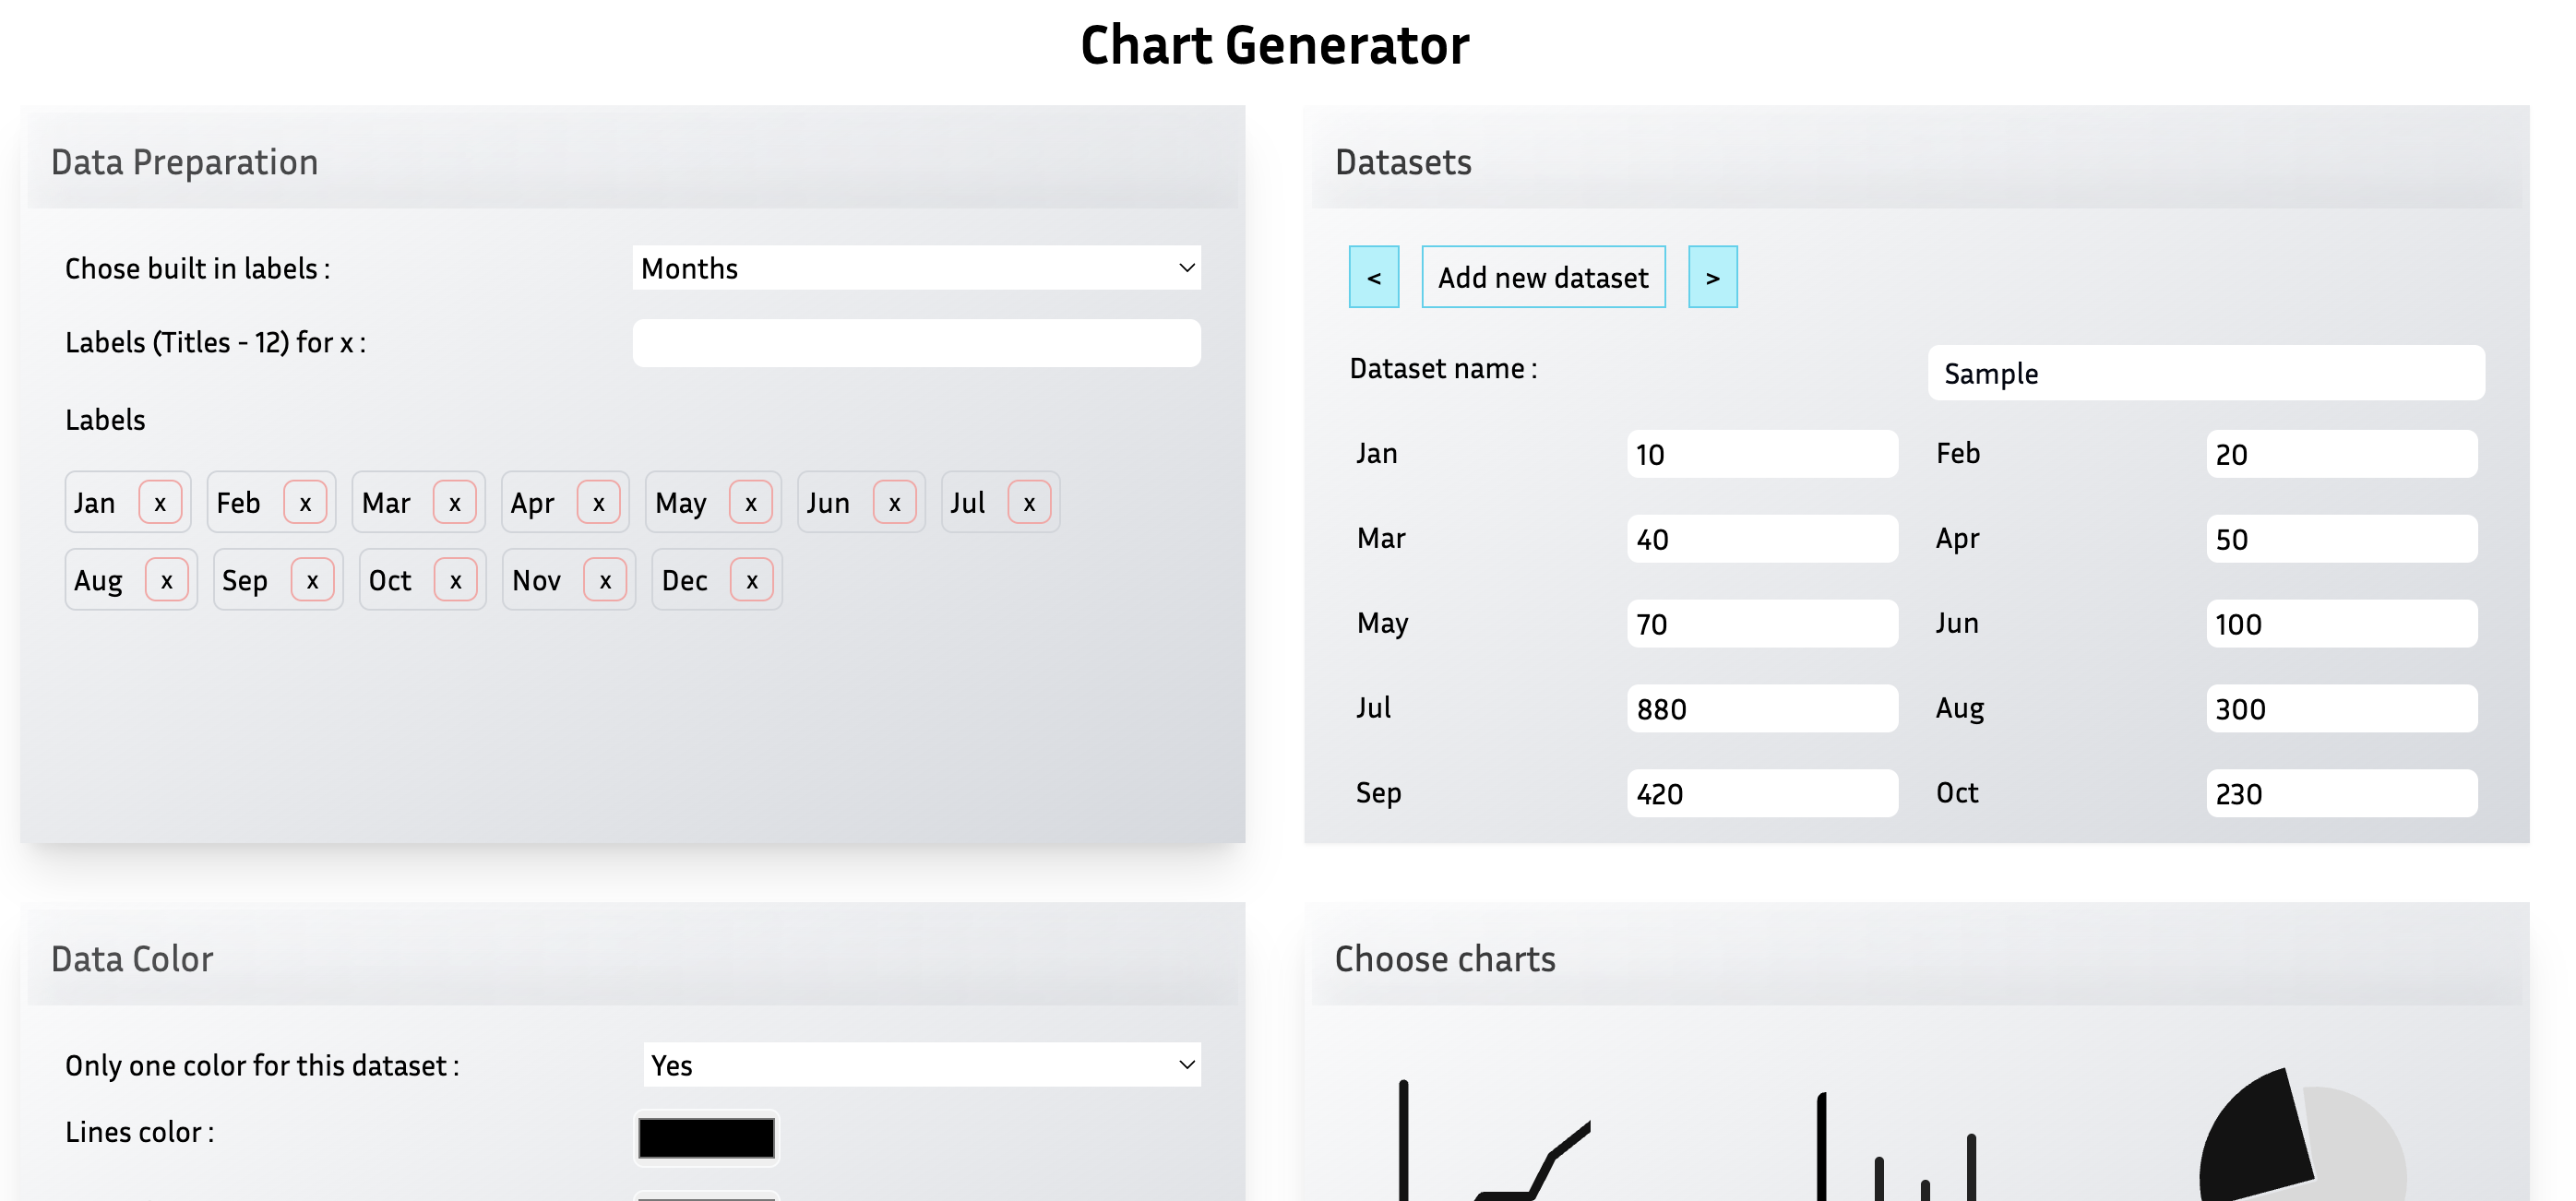 Chart Generator
Data Preparation
Chose built in labels :
Months
Labels (Titles - 12) for x :
Labels
Jan x Feb x Mar x Apr x May x Jun x Jul x
Aug x Sep x Oct x Nov x Dec x
Datasets
< Add new dataset >
Dataset name :
Sample
Jan 10 Feb 20
Mar 40 Apr 50
May 70 Jun 100
Jul 880 Aug 300
Sep 420 Oct 230
Data Color
Only one color for this dataset :
Yes
Lines color :
Choose charts